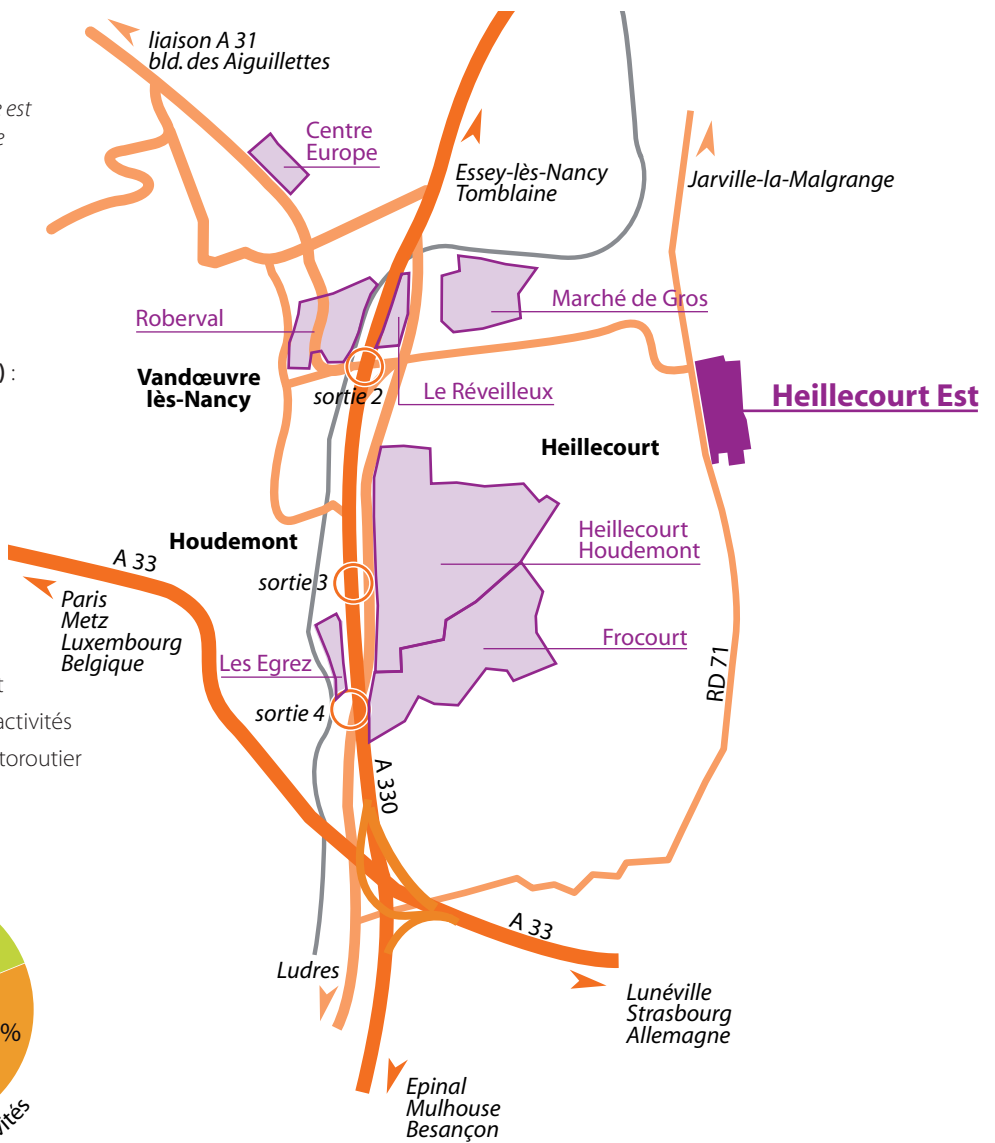 liaison A 31
bld. des Aiguillettes
est
Centre
Europe
Essey-lès-Nancy
Tomblaine
Jarville-la-Malgrange
Roberval
Marché de Gros
) :
Vandœuvre
lès-Nancy
sortie 2
Le Réveilleux
Heillecourt Est
Heillecourt
Houdemont
Heillecourt
Houdemont
A 33
sortie 3
Paris
Metz
Luxembourg
Belgique
Frocourt
Les Egrez
RD 71
sortie 4
activités
toroutier
A 330
A 33
Ludres
Lunéville
Strasbourg
Allemagne
%
Epinal
Mulhouse
Besançon
vités